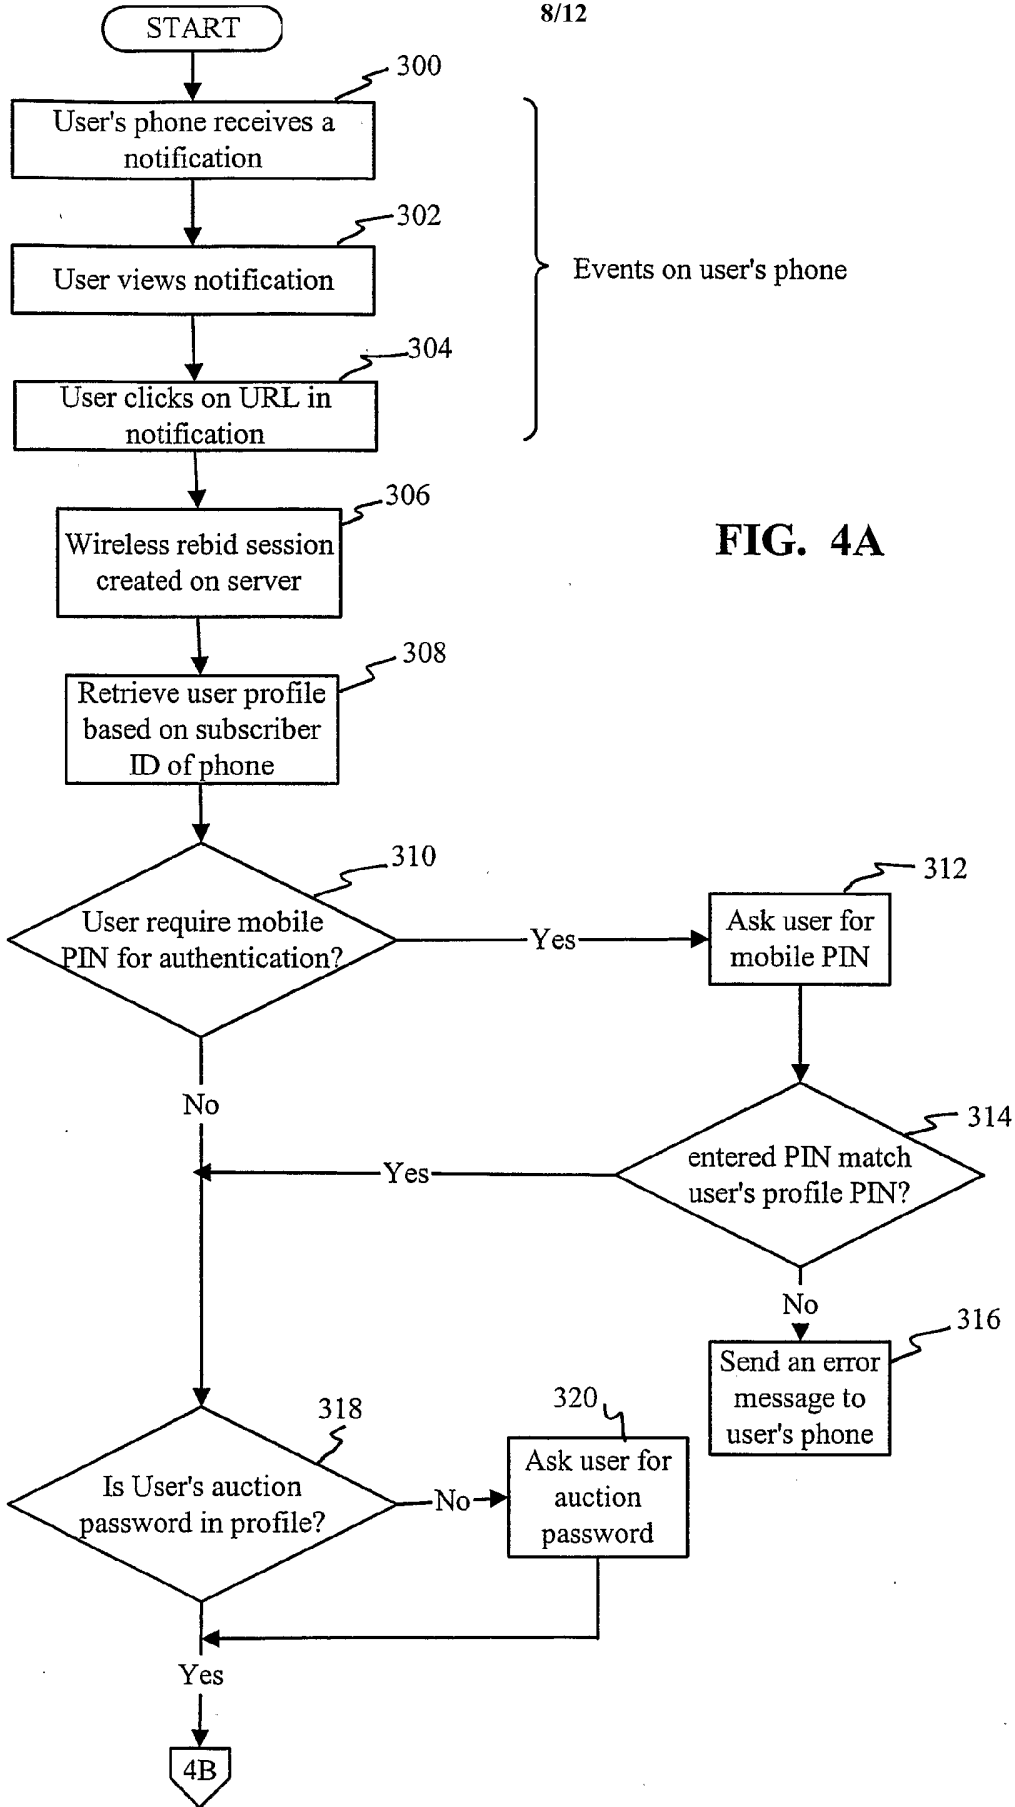 8/12
START
300
User's phone receives a
notification
302
User views notification
Events on user's phone
304
User clicks on URL in
notification
306
Wireless rebid session
created on server
FIG. 4A
308
Retrieve user profile
based on subscriber
ID of phone
310
User require mobile
PIN for authentication?
Yes
312
Ask user for
mobile PIN
No
314
entered PIN match
user's profile PIN?
Yes
No
316
Send an error
message to
user's phone
318
Is User's auction
password in profile?
No
320
Ask user for
auction
password
Yes
4B